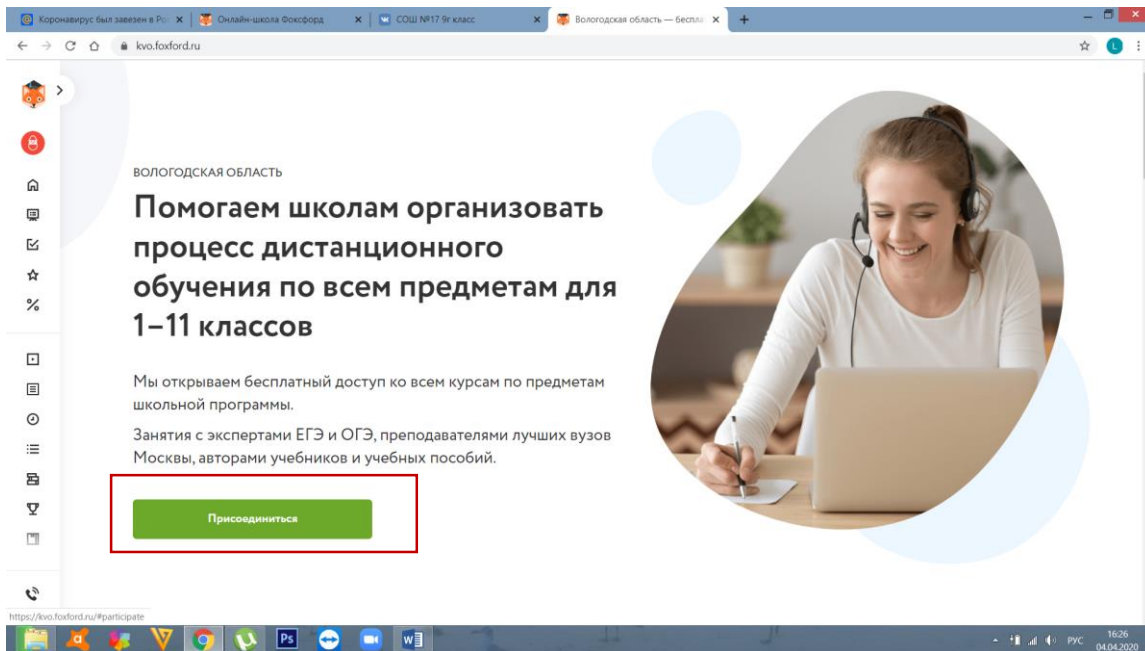 Коронавирус был завезен в Ро
Онлайн-школа Фоксфорд
СОШ №17 9г класс
Вологодская область — беспла
kvo.foxford.ru
L
ВОЛОГОДСКАЯ ОБЛАСТЬ
Помогаем школам организовать
процесс дистанционного
обучения по всем предметам для
1–11 классов
Мы открываем бесплатный доступ ко всем курсам по предметам
школьной программы.
Занятия с экспертами ЕГЭ и ОГЭ, преподавателями лучших вузов
Москвы, авторами учебников и учебных пособий.
Присоединиться
https://kvo.foxford.ru/#participate
Ps
РУС
16:26
04.04.2020